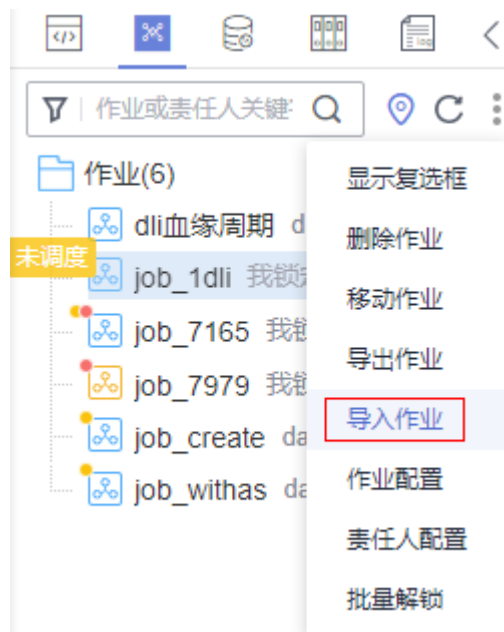 </>
log
作业或责任人关键
作业(6)
dli血缘周期 d
未调度
job_1dli 我锁
job_7165 我
job_7979 我
job_create da
job_withas da
显示复选框
删除作业
移动作业
导出作业
导入作业
作业配置
责任人配置
批量解锁